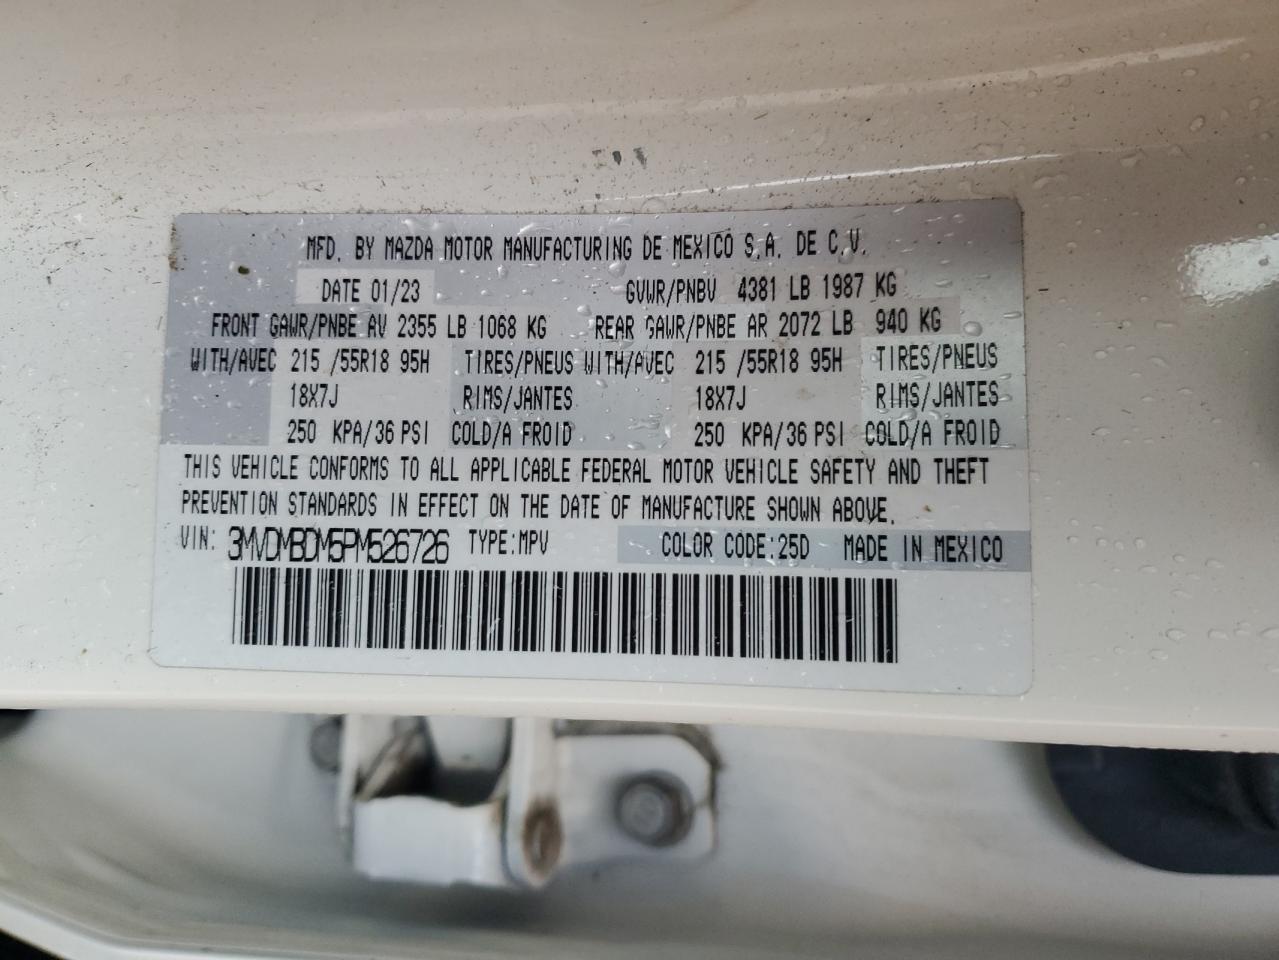 MFD. BY MAZDA MOTOR MANUFACTURING DE MEXICO S.A. DE C.V.
DATE 01/23 GVWR/PNBV 4381 LB 1987 KG
FRONT GAWR/PNBE AV 2355 LB 1068 KG REAR GAWR/PNBE AR 2072 LB 940 KG
WITH/AVEC 215 /55R18 95H TIRES/PNEUS WITH/AVEC 215 /55R18 95H TIRES/PNEUS
18X7J RIMS/JANTES 18X7J RIMS/JANTES
250 KPA/36 PSI COLD/A FROID 250 KPA/36 PSI COLD/A FROID
THIS VEHICLE CONFORMS TO ALL APPLICABLE FEDERAL MOTOR VEHICLE SAFETY AND THEFT
PREVENTION STANDARDS IN EFFECT ON THE DATE OF MANUFACTURE SHOWN ABOVE.
VIN: 3MVDMBDM5PM526726 TYPE:MPV COLOR CODE:25D MADE IN MEXICO